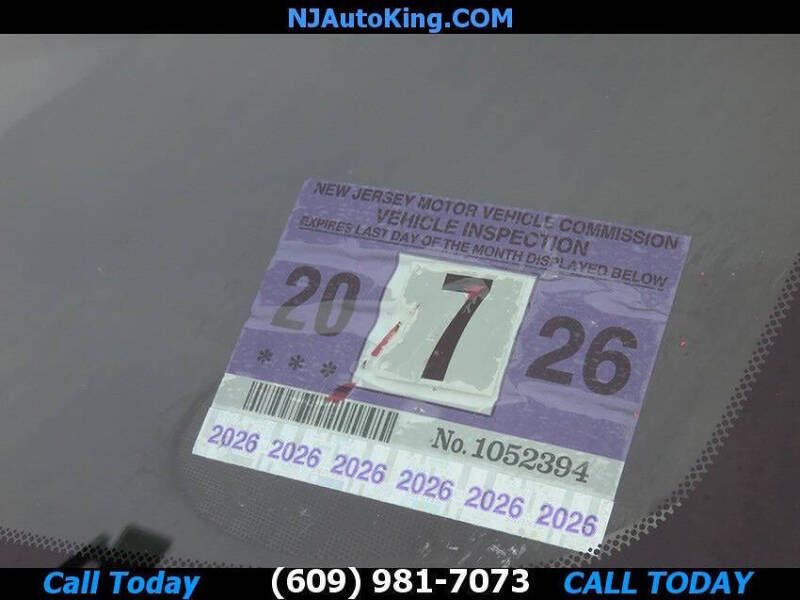 NJAutoKing.COM
NEW JERSEY MOTOR VEHICLE COMMISSION
VEHICLE INSPECTION
EXPIRES LAST DAY OF THE MONTH DISPLAYED BELOW
20 7 26
***
No. 1052394
2026 2026 2026 2026 2026 2026
Call Today (609) 981-7073 CALL TODAY